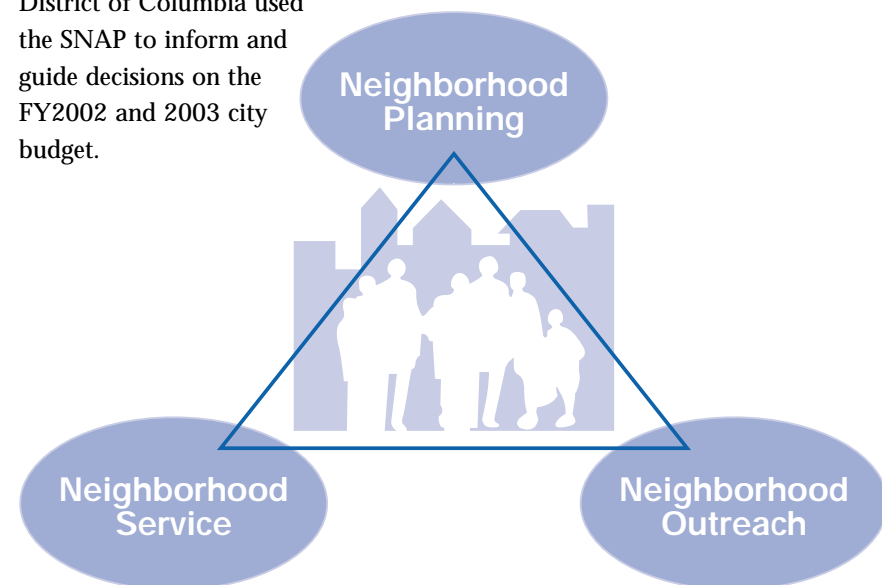 District of Columbia used
the SNAP to inform and
guide decisions on the
FY2002 and 2003 city
budget.
Neighborhood
Planning
Neighborhood
Service
Neighborhood
Outreach